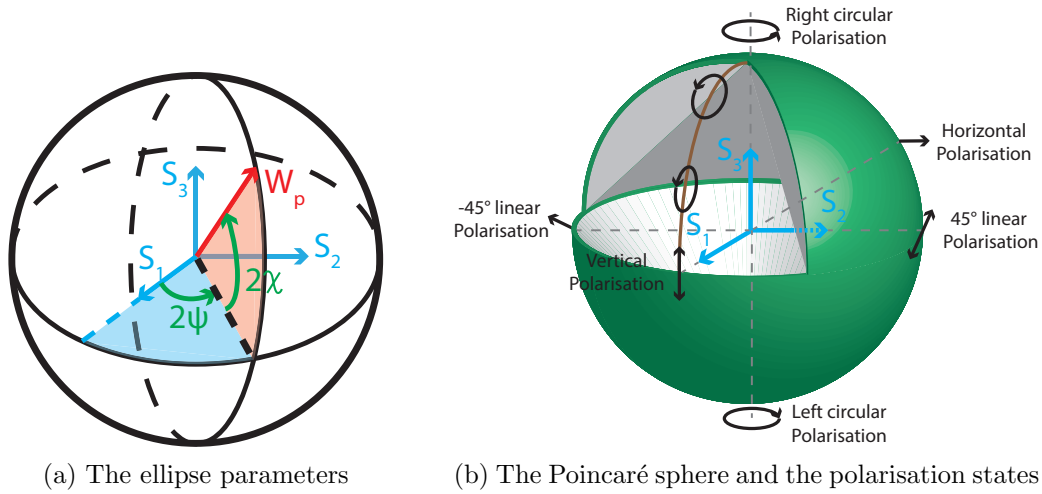 S3
Wp
S1
S2
2χ
2ψ
(a) The ellipse parameters
Right circular
Polarisation
Horizontal
Polarisation
S3
-45° linear
Polarisation
S1
S2
45° linear
Polarisation
Vertical
Polarisation
Left circular
Polarisation
(b) The Poincaré sphere and the polarisation states